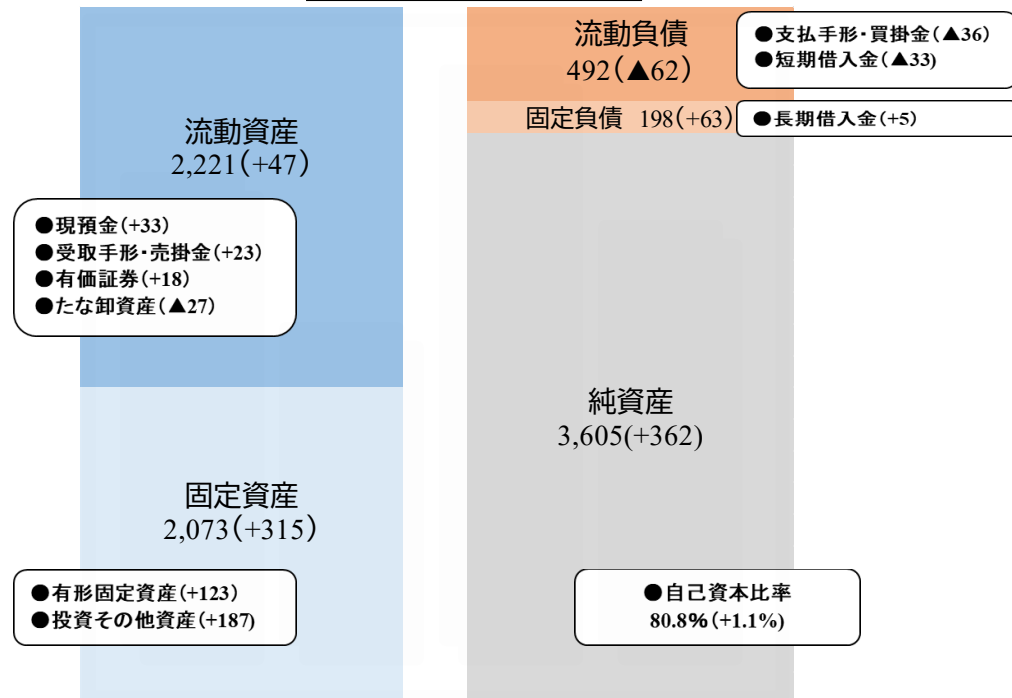 流動資産
2,221(+47)
●現預金(+33)
●受取手形・売掛金(+23)
●有価証券(+18)
●たな卸資産(▲27)
固定資産
2,073(+315)
●有形固定資産(+123)
●投資その他資産(+187)
流動負債
492(▲62)
●支払手形・買掛金(▲36)
●短期借入金(▲33)
固定負債 198(+63)
●長期借入金(+5)
純資産
3,605(+362)
●自己資本比率
80.8%(+1.1%)